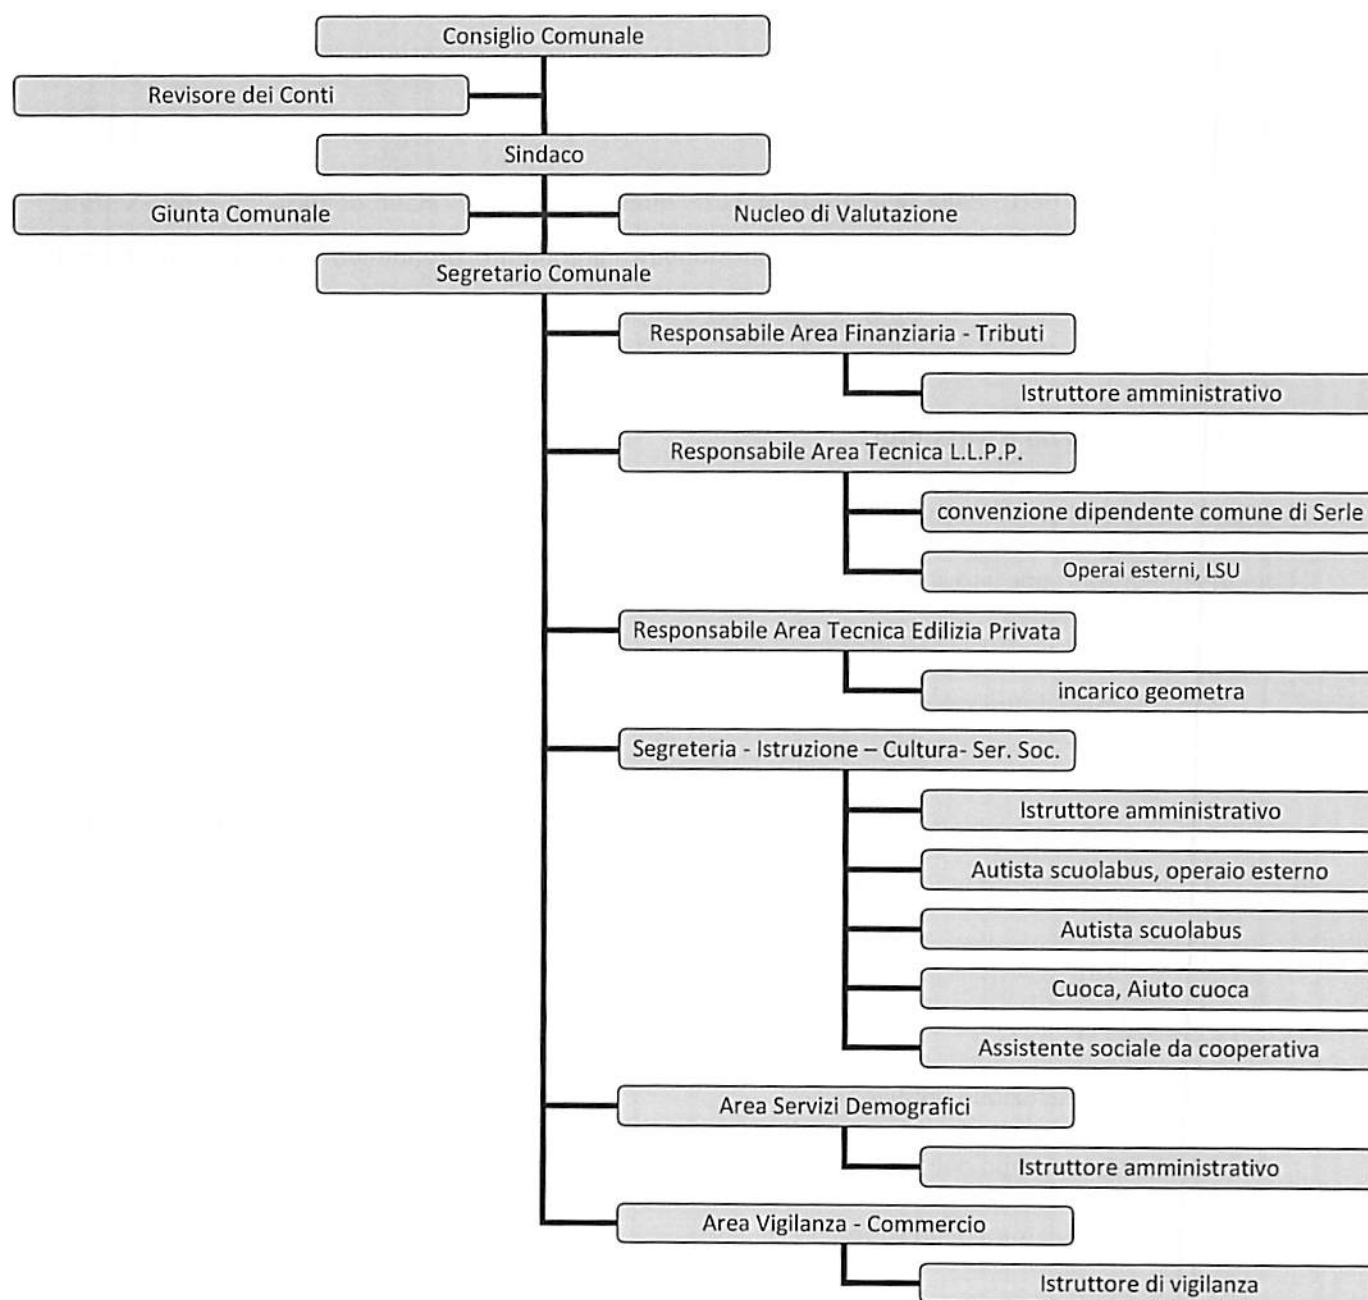 Consiglio Comunale
Revisore dei Conti
Sindaco
Giunta Comunale
Nucleo di Valutazione
Segretario Comunale
Responsabile Area Finanziaria - Tributi
Istruttore amministrativo
Responsabile Area Tecnica L.L.P.P.
convenzione dipendente comune di Serle
Operai esterni, LSU
Responsabile Area Tecnica Edilizia Privata
incarico geometra
Segreteria - Istruzione – Cultura- Ser. Soc.
Istruttore amministrativo
Autista scuolabus, operaio esterno
Autista scuolabus
Cuoca, Aiuto cuoca
Assistente sociale da cooperativa
Area Servizi Demografici
Istruttore amministrativo
Area Vigilanza - Commercio
Istruttore di vigilanza